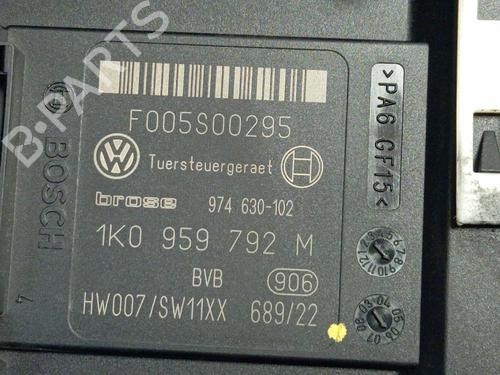 B-PARTS
F005S00295
Tuersteuergeraet
brose 974 630-102
1K0 959 792 M
BVB 906
HW007/SW11XX 689/22
BOSCH
4
>PA6 GF15<